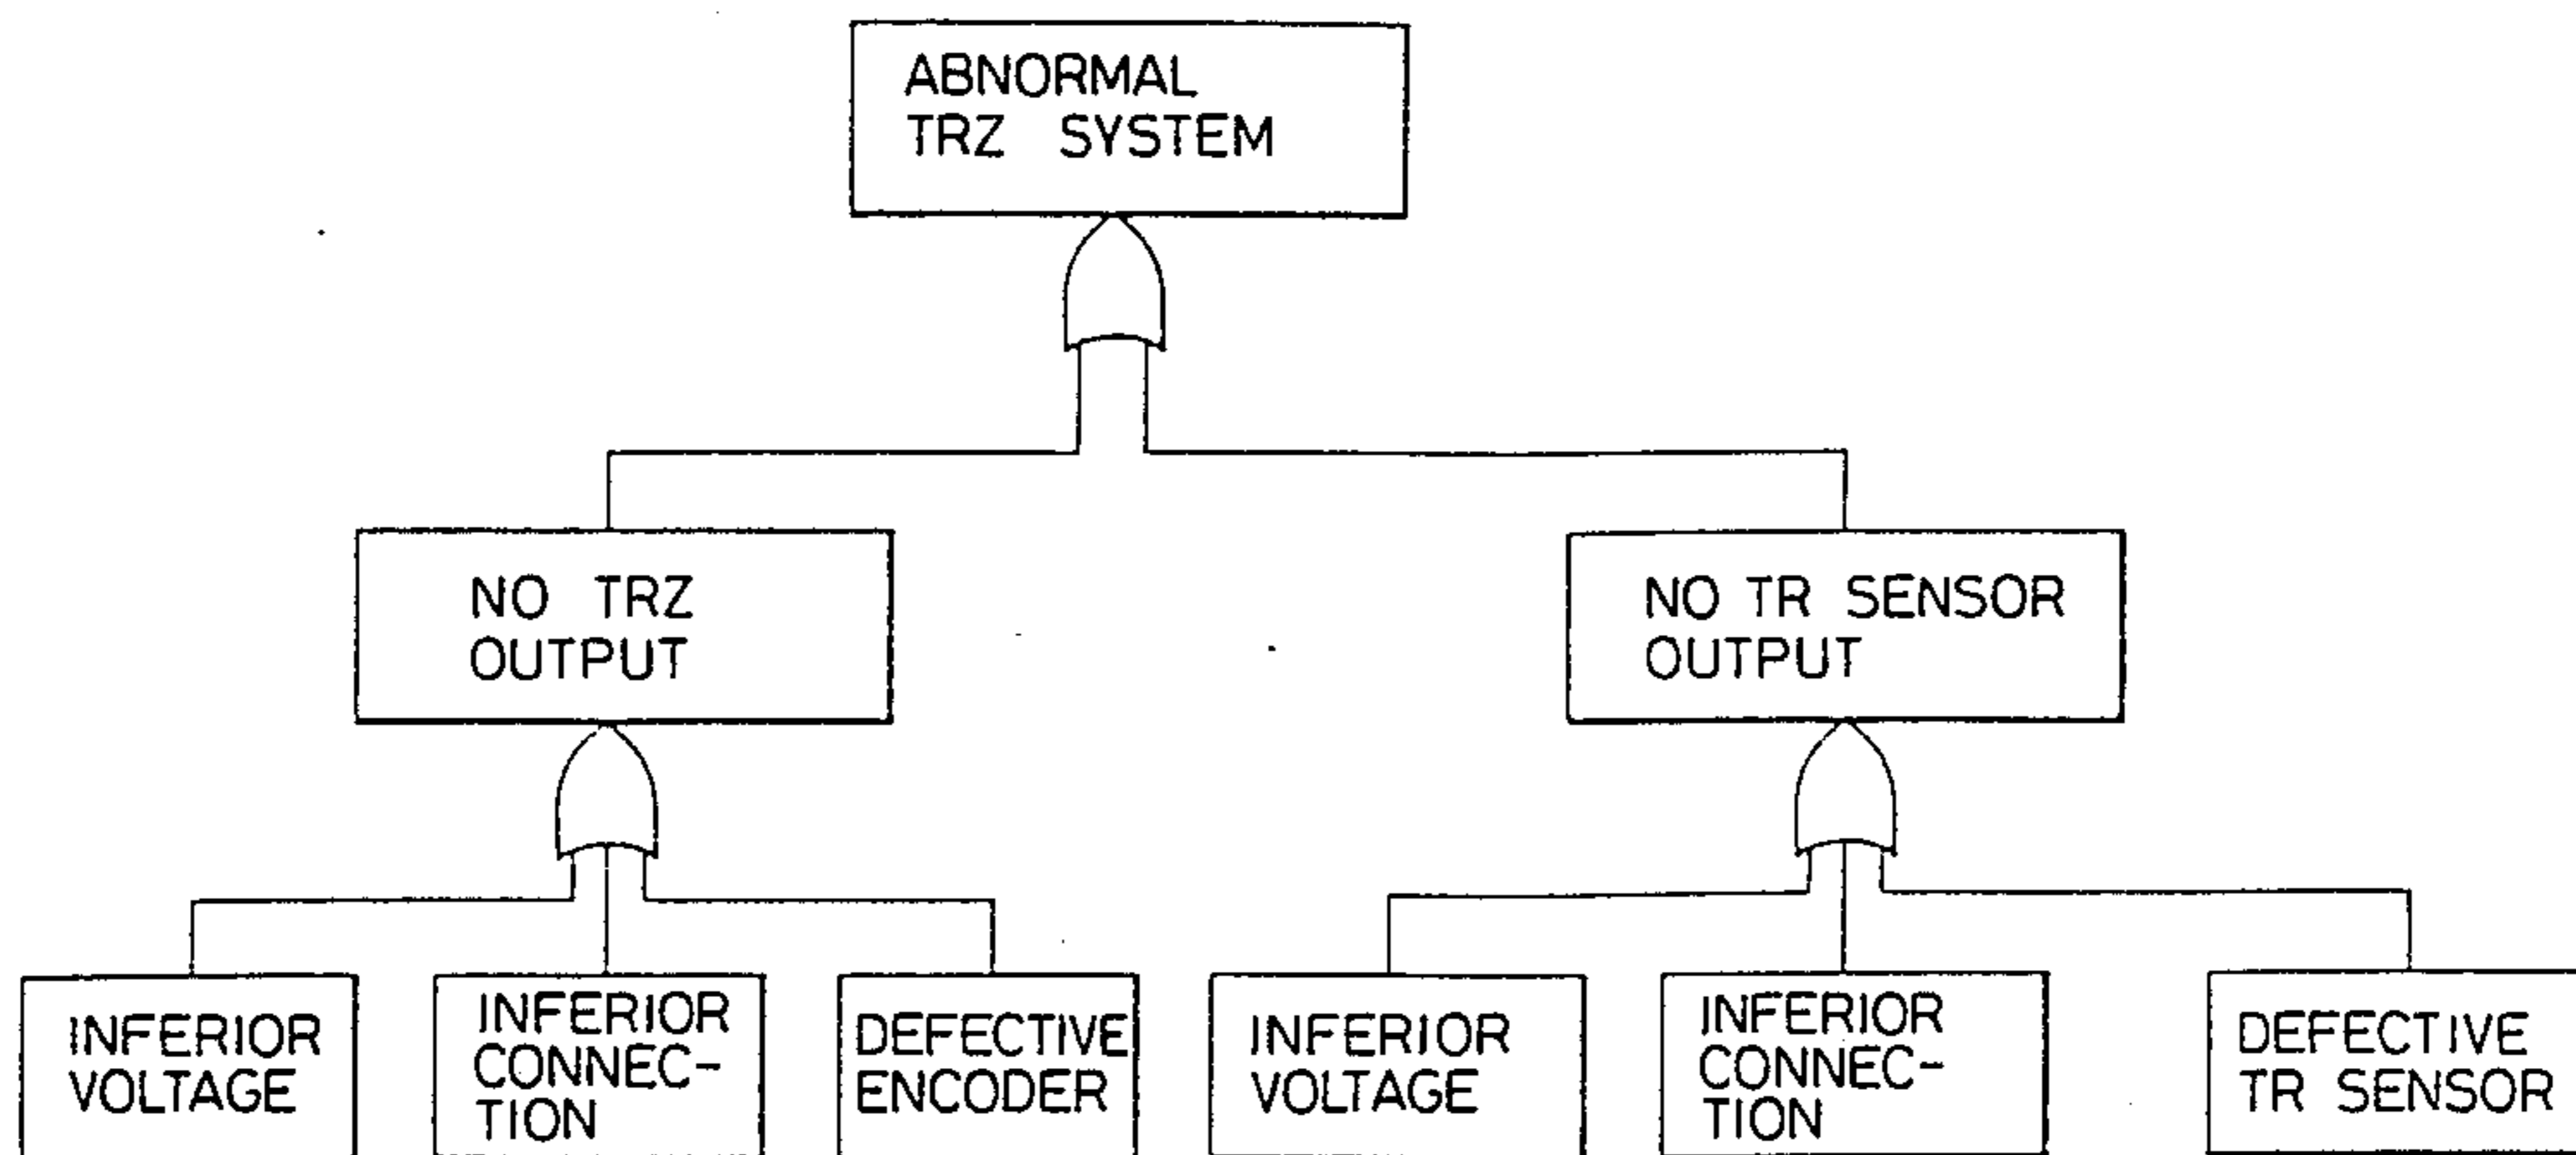 ABNORMAL
TRZ SYSTEM
NO TRZ
OUTPUT
NO TR SENSOR
OUTPUT
INFERIOR
VOLTAGE
INFERIOR
CONNEC-
TION
DEFECTIVE
ENCODER
INFERIOR
VOLTAGE
INFERIOR
CONNEC-
TION
DEFECTIVE
TR SENSOR